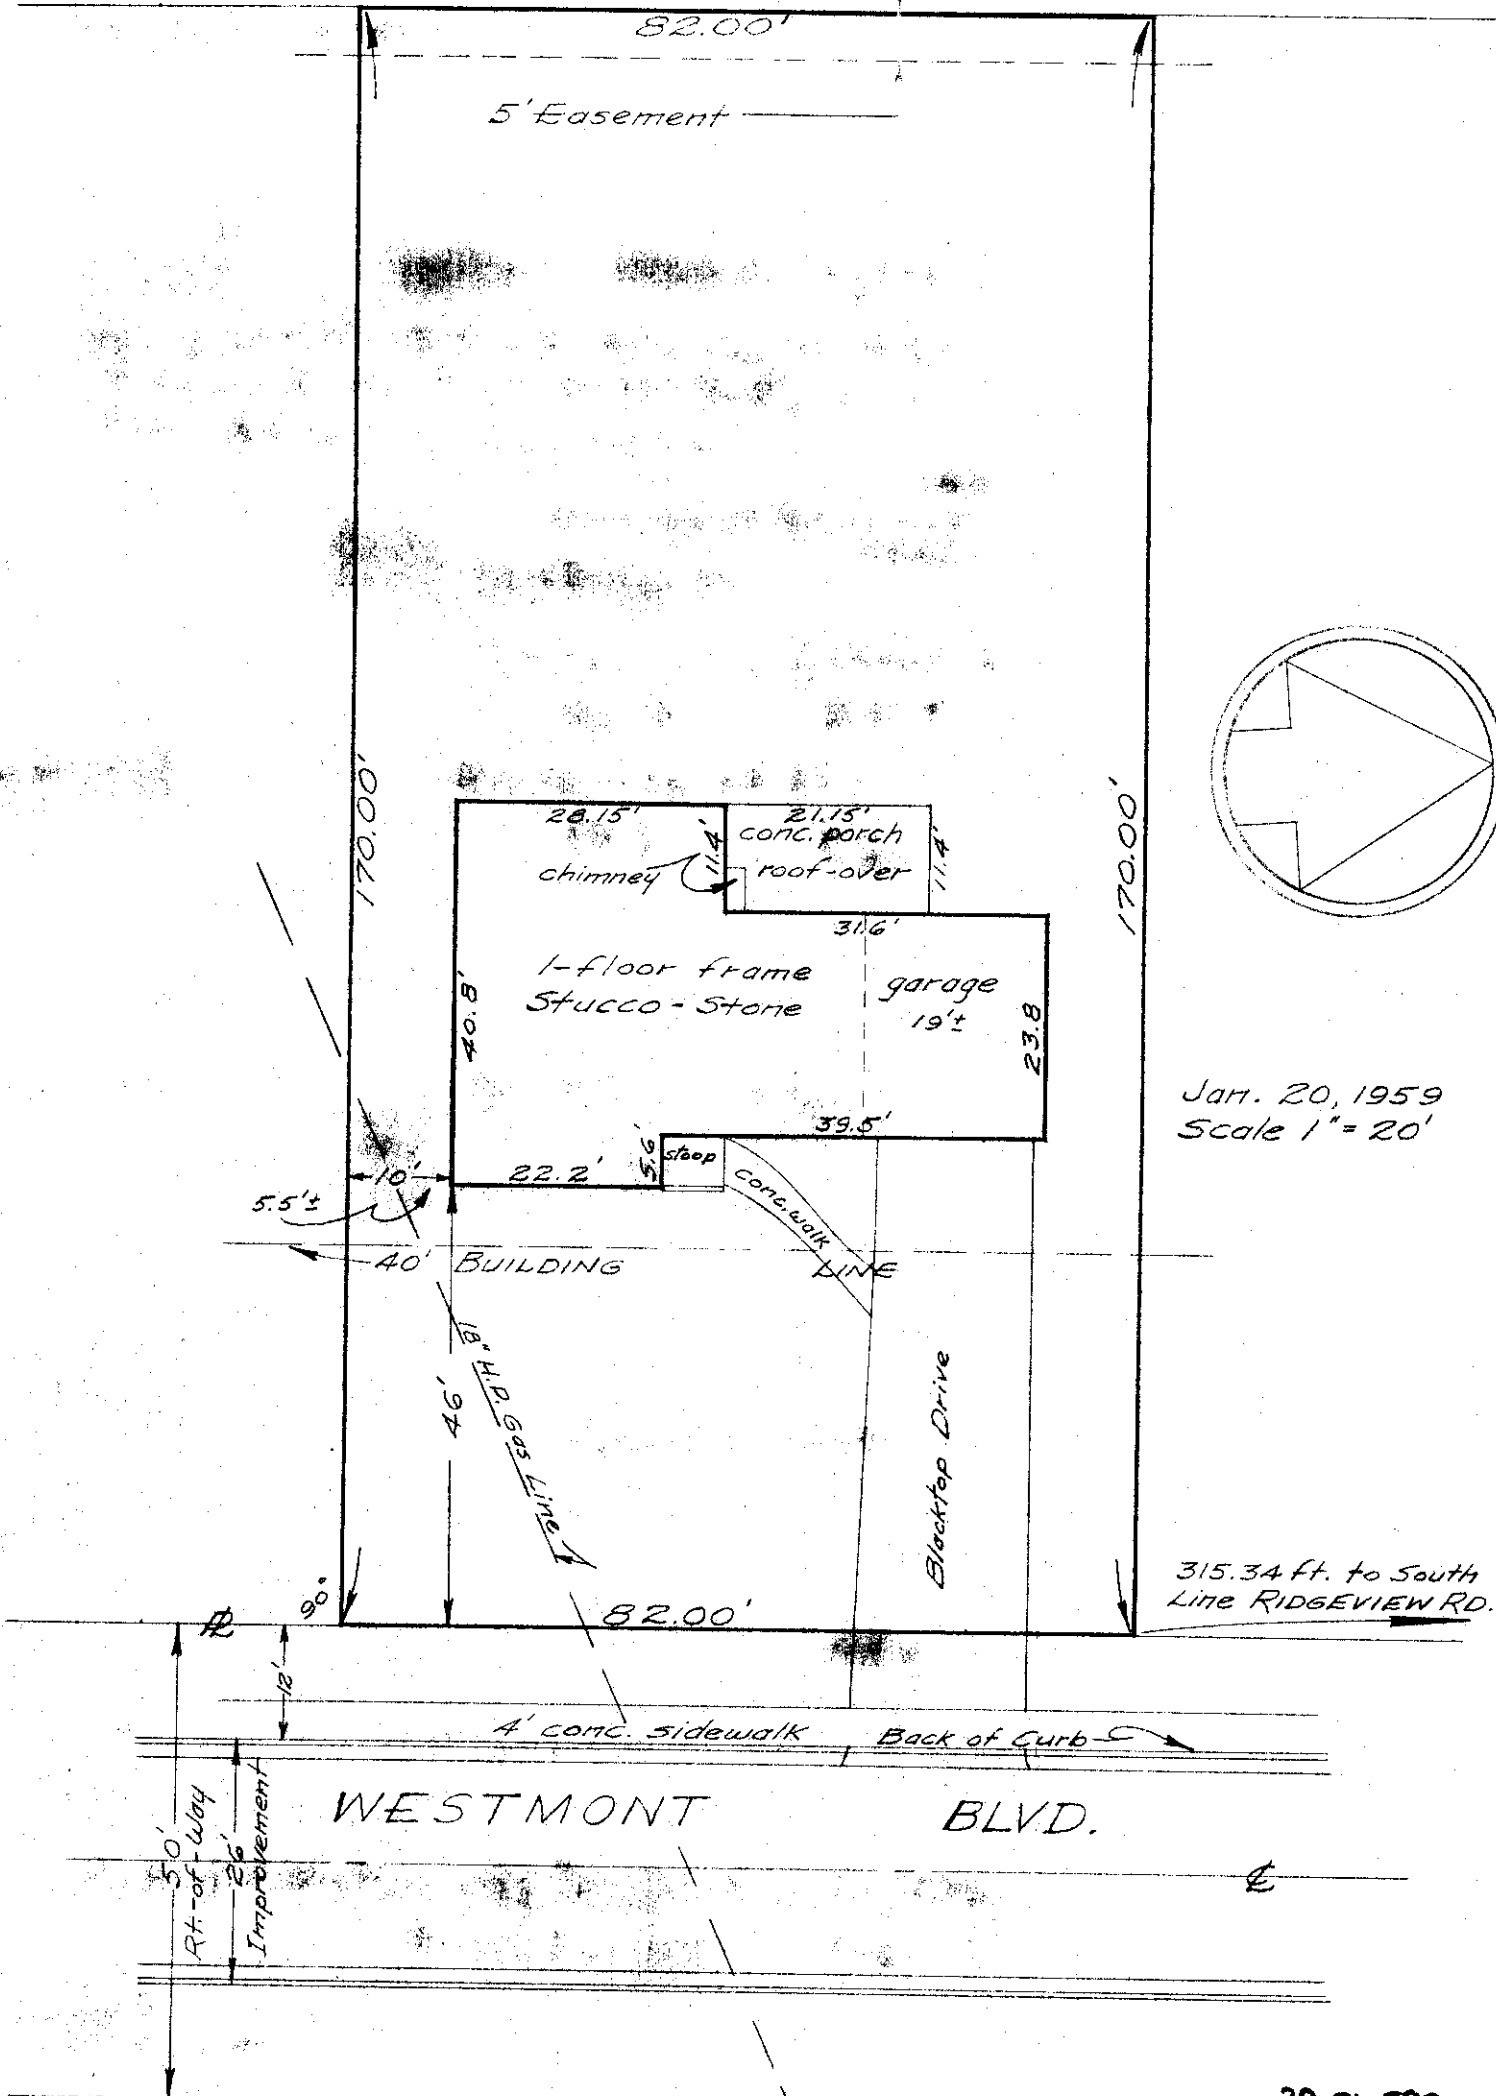 82.00'
5' Easement
170.00'
170.00'
28.15'
11.4'
21.15'
conc. porch
roof-over
11.4'
chimney
31.6'
1-floor frame
Stucco - Stone
garage
19'±
40.8'
23.8
39.5'
5.6'
stoop
22.2'
conc. walk
10'
5.5'±
40' BUILDING LINE
Jan. 20, 1959
Scale 1" = 20'
46'
18" H.P. Gas Line
Blacktop Drive
315.34 ft. to South
Line RIDGEVIEW RD.
90°
82.00'
12'
4' conc. sidewalk
Back of Curb
WESTMONT BLVD.
50'
Rt.-of-Way
26'
Improvement